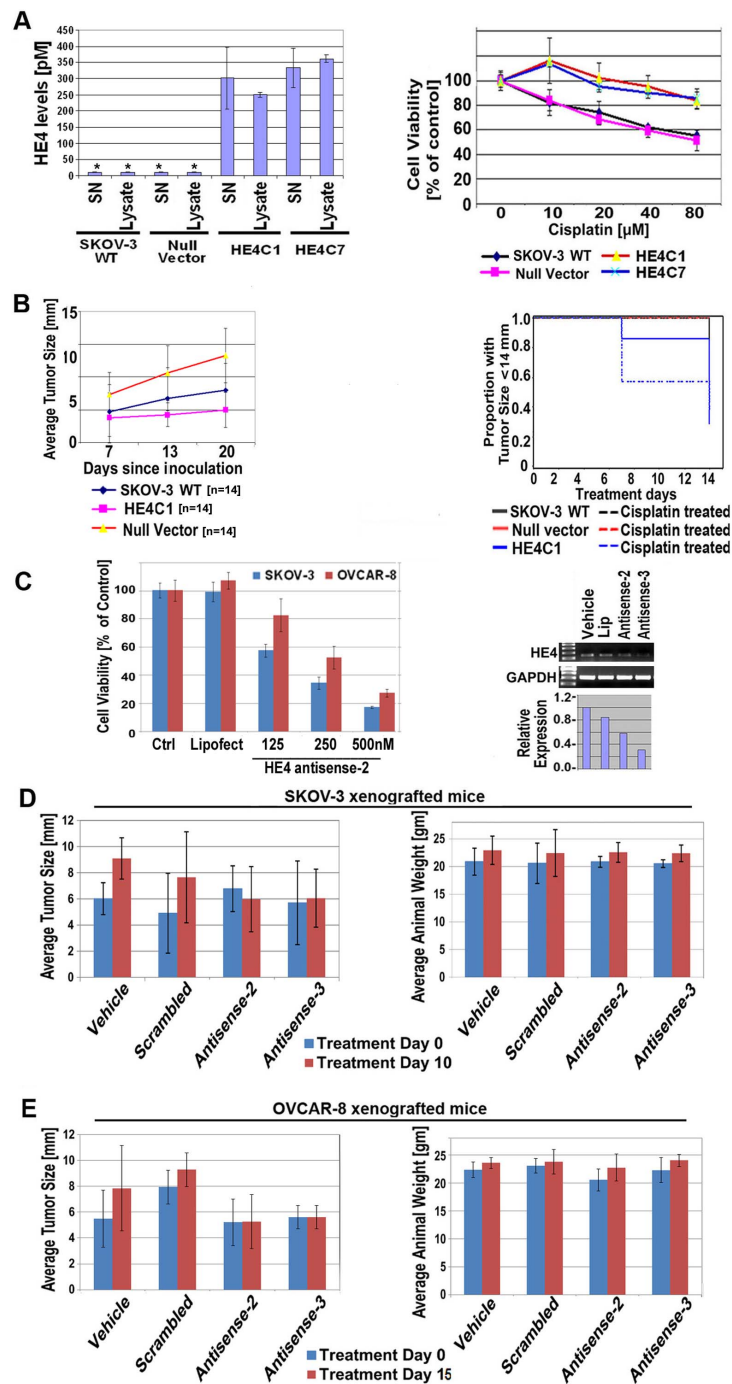 A
HE4 levels [pM]
450
400
350
300
250
200
150
100
50
0
* * * *
SN
Lysate
SN
Lysate
SN
Lysate
SN
Lysate
SKOV-3 WT
Null Vector
HE4C1
HE4C7
Cell Viability
[% of control]
100
80
60
40
20
0
0 10 20 40 80
Cisplatin [µM]
SKOV-3 WT
HE4C1
Null Vector
HE4C7
B
Average Tumor Size [mm]
15
10
5
0
7 13 20
Days since inoculation
SKOV-3 WT [n=14]
HE4C1 [n=14]
Null Vector [n=14]
Proportion with
Tumor Size <14 mm
1.0
0.8
0.6
0.4
0.2
0 2 4 6 8 10 12 14
Treatment days
SKOV-3 WT
Cisplatin treated
Null vector
Cisplatin treated
HE4C1
Cisplatin treated
C
Cell Viability [% of Control]
120
100
80
60
40
20
0
SKOV-3
OVCAR-8
Ctrl Lipofect 125 250 500nM
HE4 antisense-2
Vehicle
Lip
Antisense-2
Antisense-3
HE4
GAPDH
Relative
Expression
1.2
0.8
0.4
0.0
D
SKOV-3 xenografted mice
Average Tumor Size [mm]
12
10
8
6
4
2
0
Vehicle
Scrambled
Antisense-2
Antisense-3
Average Animal Weight [gm]
25
20
15
10
5
0
Vehicle
Scrambled
Antisense-2
Antisense-3
Treatment Day 0
Treatment Day 10
E
OVCAR-8 xenografted mice
Average Tumor Size [mm]
12
10
8
6
4
2
0
Vehicle
Scrambled
Antisense-2
Antisense-3
Average Animal Weight [gm]
25
20
15
10
5
0
Vehicle
Scrambled
Antisense-2
Antisense-3
Treatment Day 0
Treatment Day 15